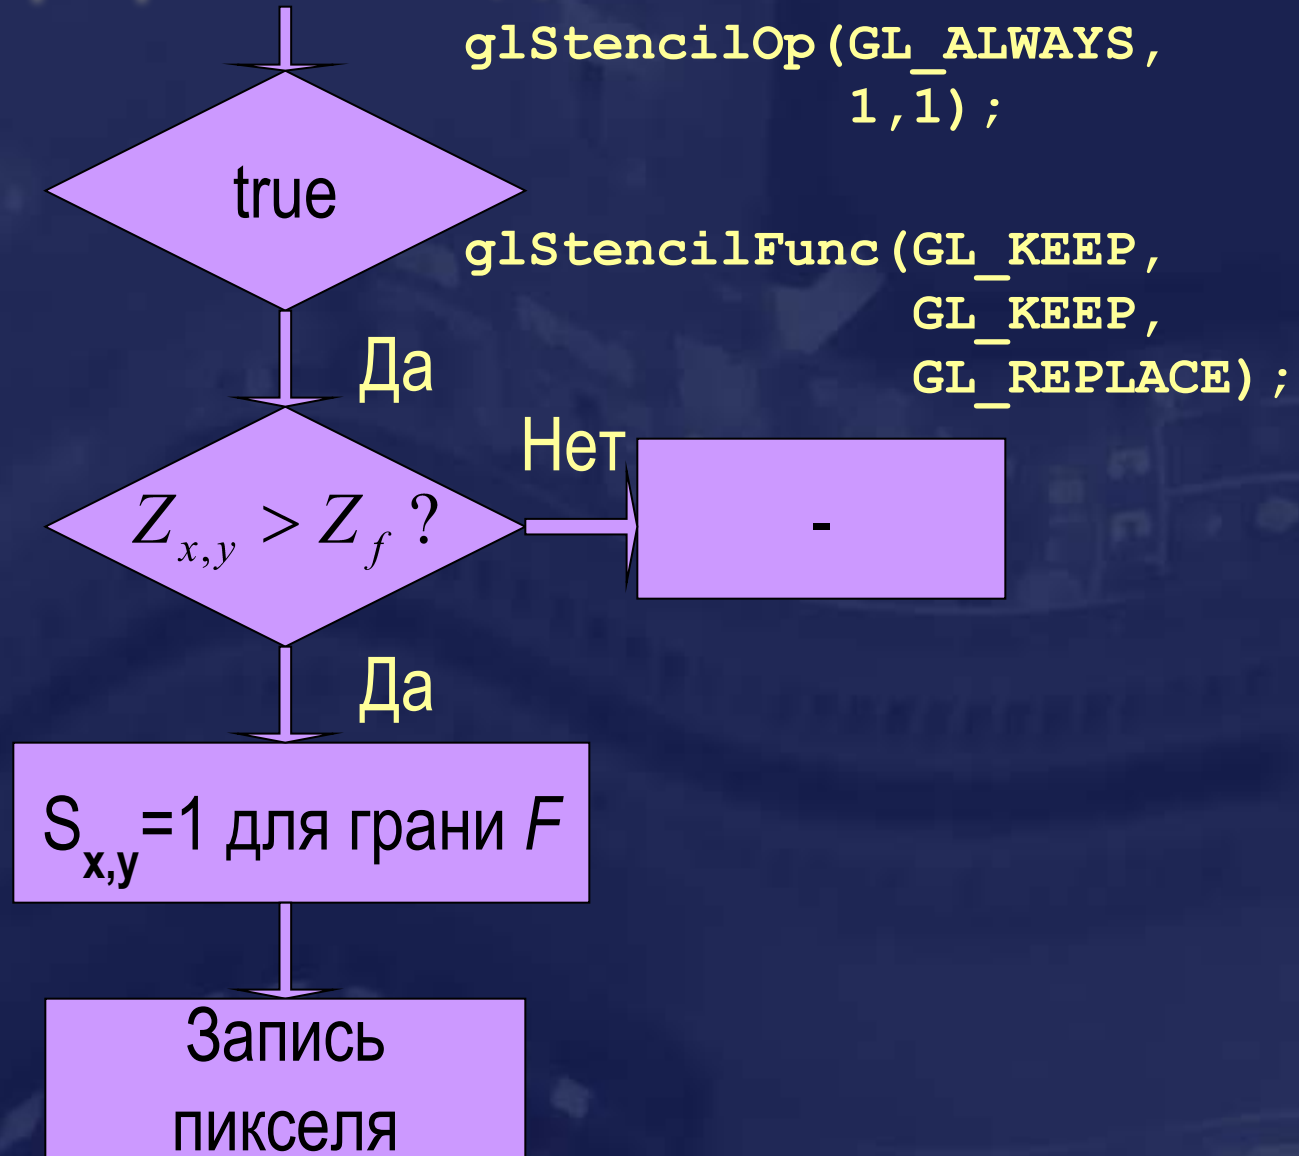 glStencilOp(GL_ALWAYS,
1,1);
true
glStencilFunc(GL_KEEP,
GL_KEEP,
GL_REPLACE);
Да
Нет
Z x,y > Z f ?
-
Да
S x,y =1 для грани F
Запись
пикселя